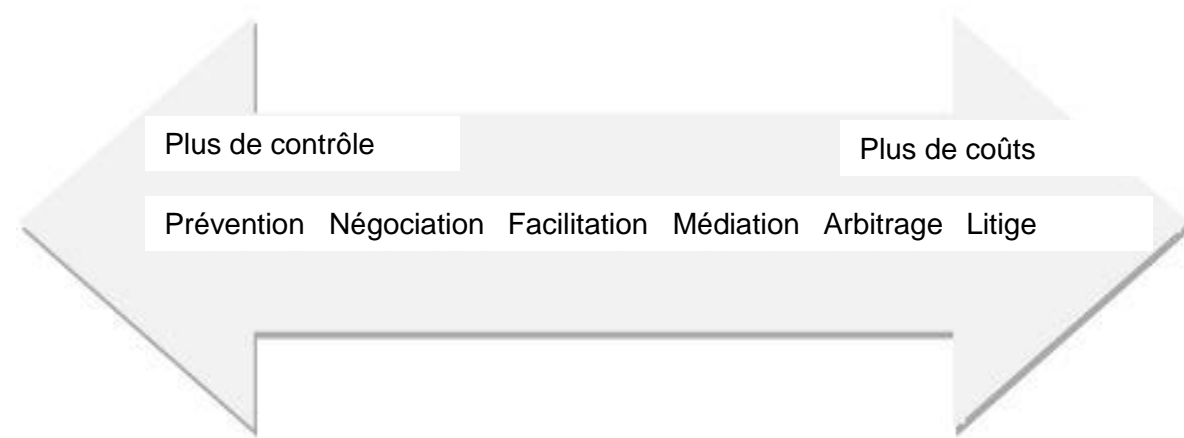 Plus de contrôle
Plus de coûts
Prévention Négociation Facilitation Médiation Arbitrage Litige